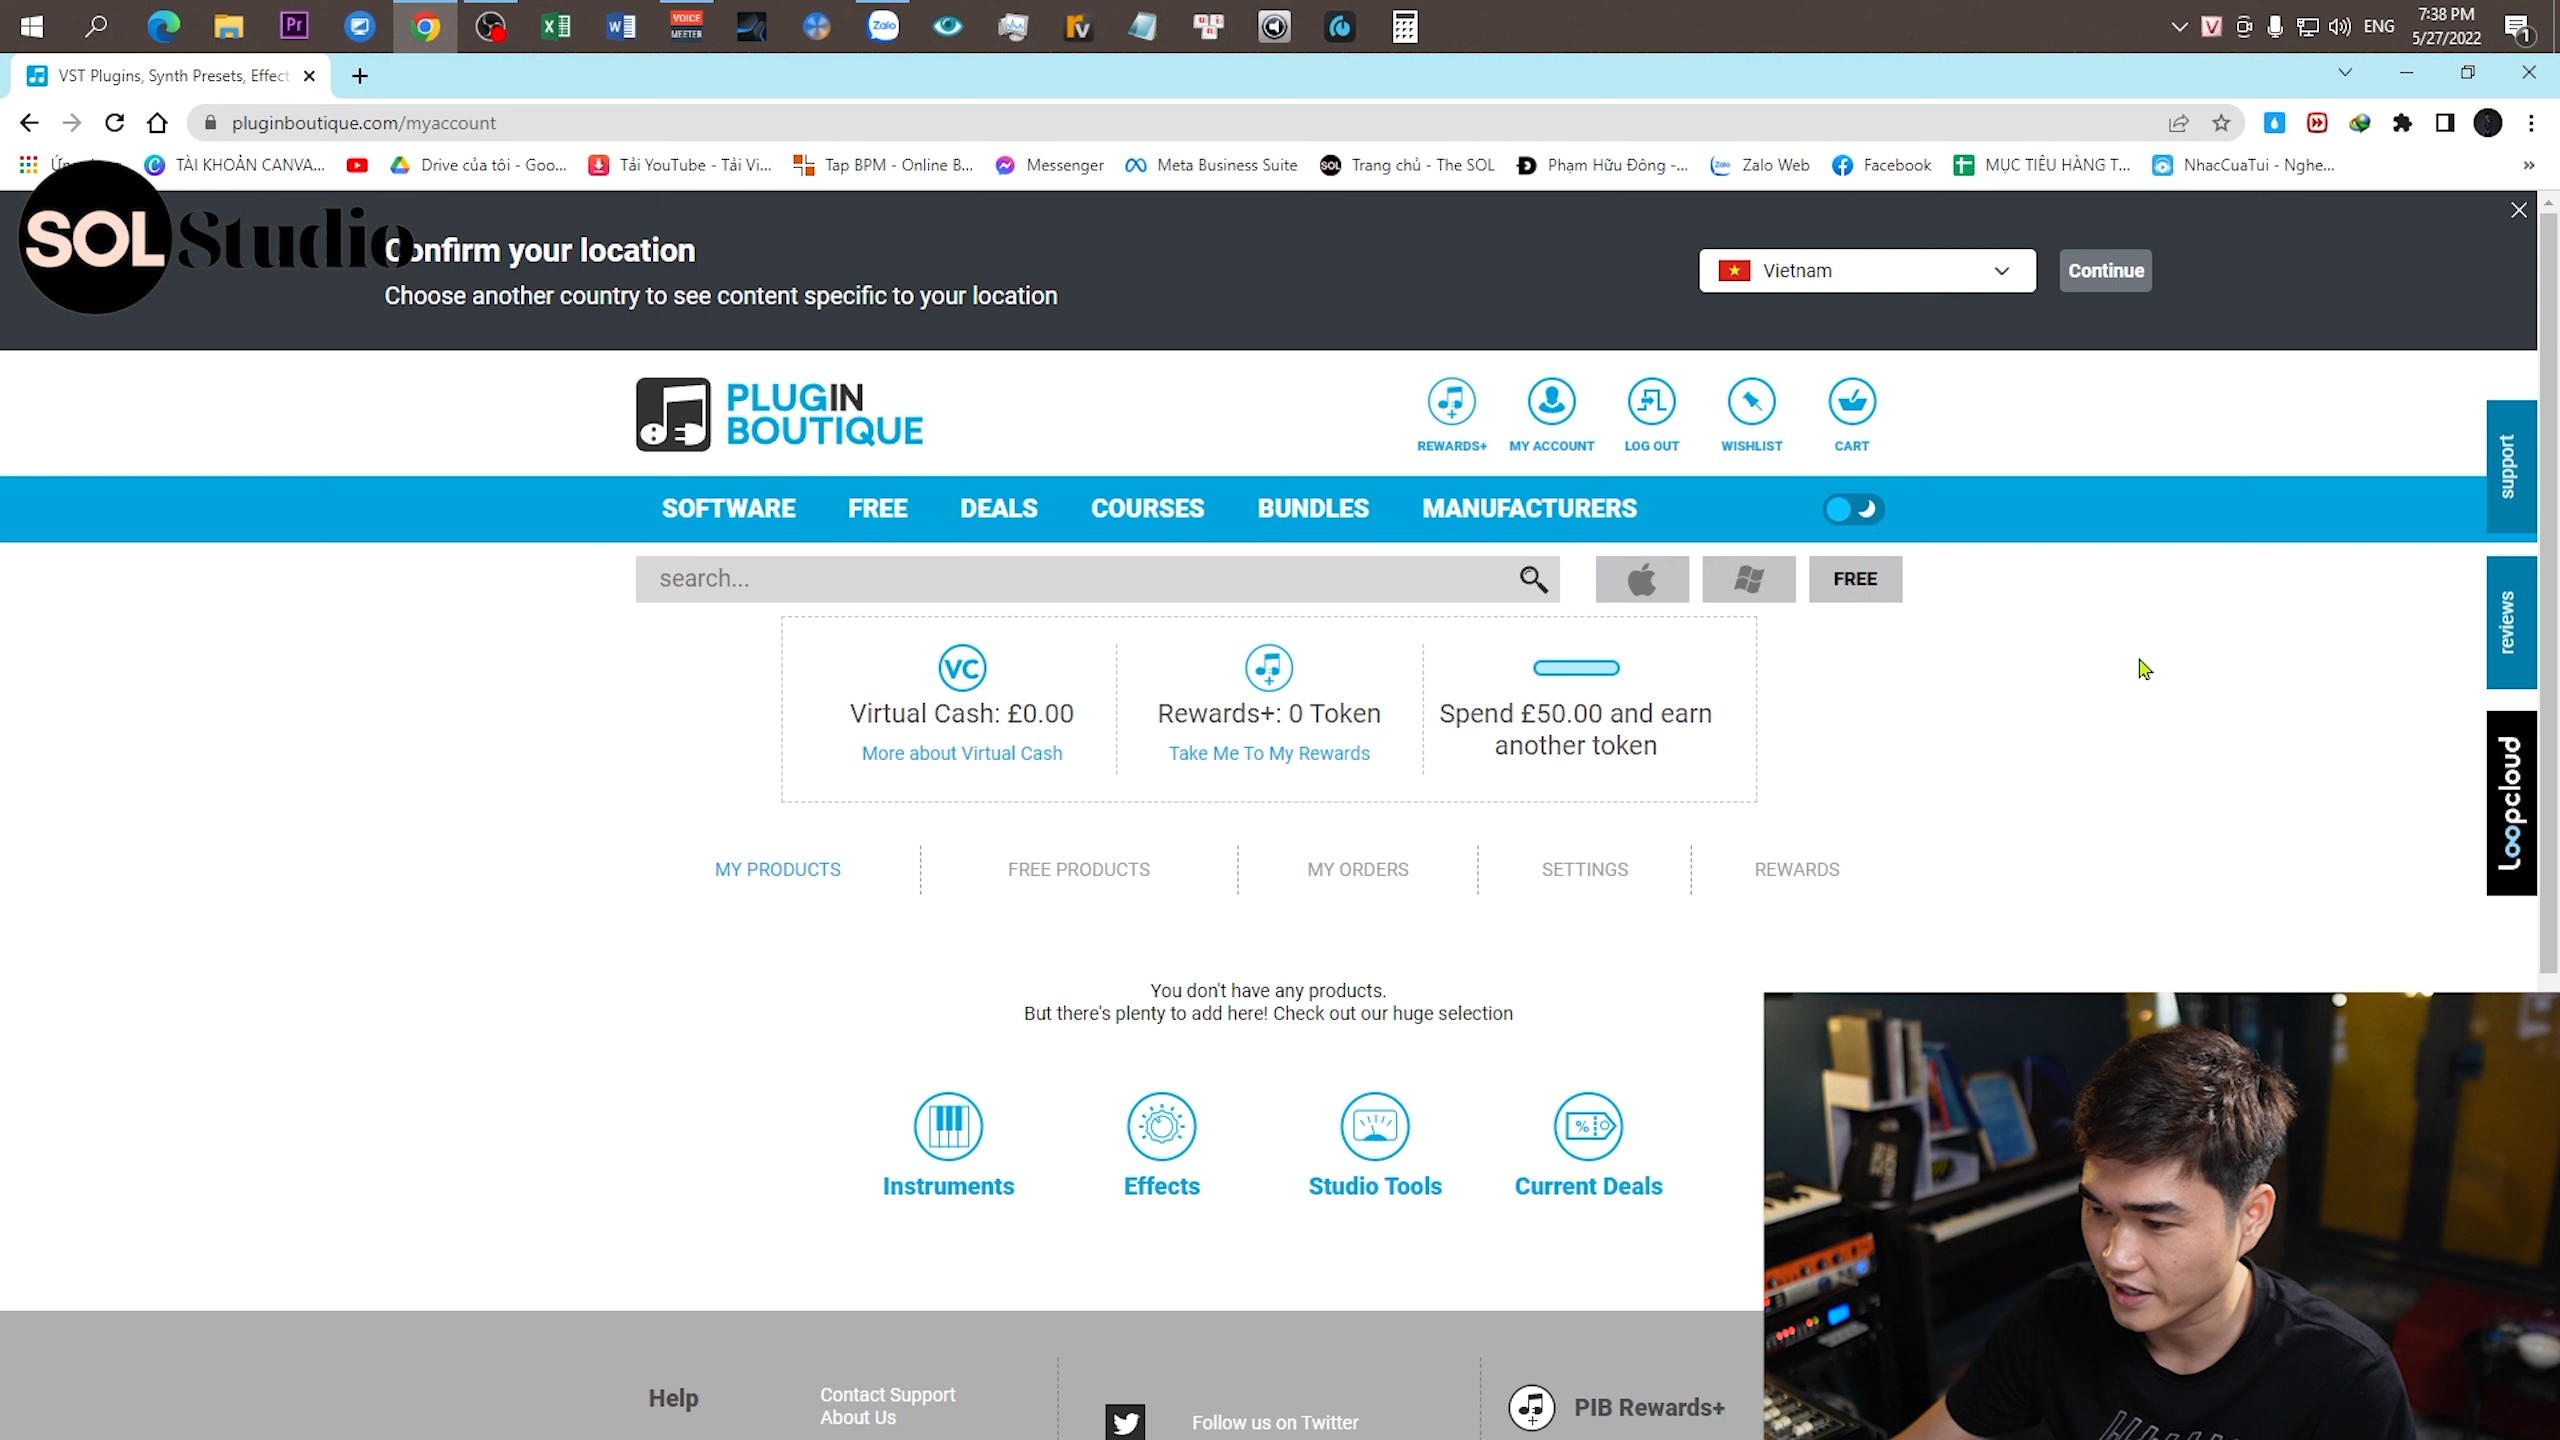 Pr
VOICE
MEETER
Zalo
ENG
7:38 PM
5/27/2022
1
VST Plugins, Synth Presets, Effect
pluginboutique.com/myaccount
TÀI KHOẢN CANVA...
Drive của tôi - Goo...
Tải YouTube - Tải Vi...
Tap BPM - Online B...
Messenger
Meta Business Suite
Trang chủ - The SOL
Phạm Hữu Đông -...
Zalo Web
Facebook
MỤC TIÊU HÀNG T...
NhacCuaTui - Nghe...
SOL Studio
Confirm your location
Choose another country to see content specific to your location
Vietnam
Continue
PLUGIN
BOUTIQUE
REWARDS+
MY ACCOUNT
LOG OUT
WISHLIST
CART
SOFTWARE
FREE
DEALS
COURSES
BUNDLES
MANUFACTURERS
search...
FREE
support
reviews
Loopcloud
VC
Virtual Cash: £0.00
More about Virtual Cash
Rewards+: 0 Token
Take Me To My Rewards
Spend £50.00 and earn
another token
MY PRODUCTS
FREE PRODUCTS
MY ORDERS
SETTINGS
REWARDS
You don't have any products.
But there's plenty to add here! Check out our huge selection
Instruments
Effects
Studio Tools
Current Deals
Help
Contact Support
About Us
Follow us on Twitter
PIB Rewards+